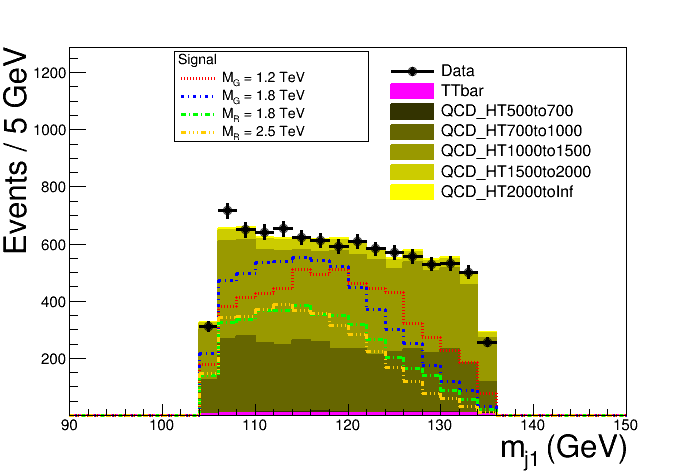 Events / 5 GeV
1200
1000
800
600
400
200
Signal
M_G = 1.2 TeV
M_G = 1.8 TeV
M_R = 1.8 TeV
M_R = 2.5 TeV
Data
TTbar
QCD_HT500to700
QCD_HT700to1000
QCD_HT1000to1500
QCD_HT1500to2000
QCD_HT2000toInf
90 100 110 120 130 140 150
m_j1 (GeV)